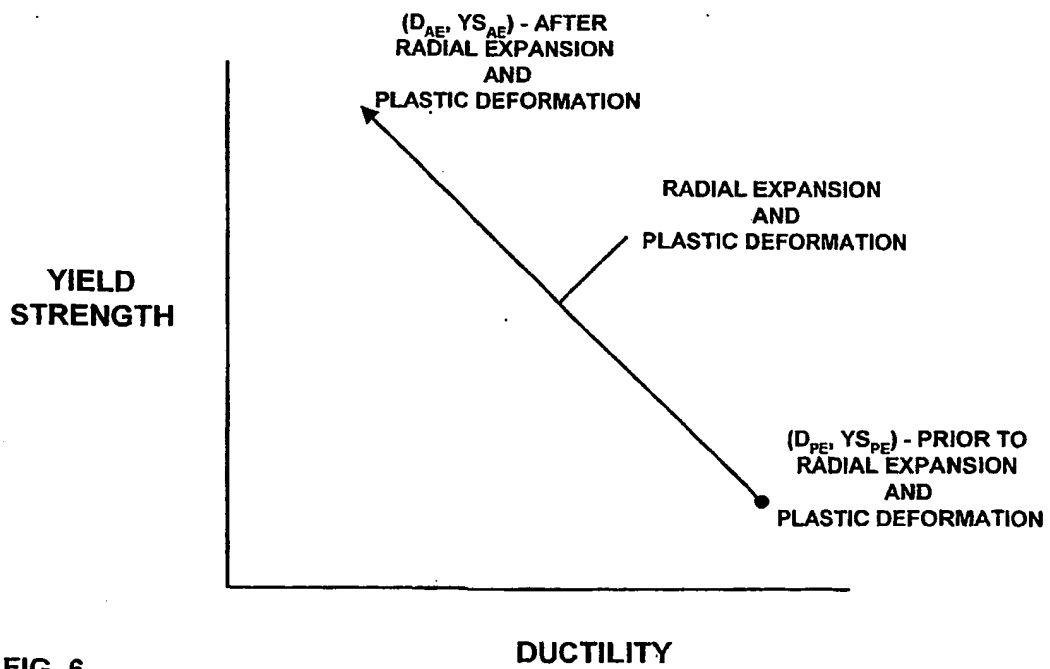 (D_AE, YS_AE) - AFTER
RADIAL EXPANSION
AND
PLASTIC DEFORMATION
RADIAL EXPANSION
AND
PLASTIC DEFORMATION
YIELD
STRENGTH
(D_PE, YS_PE) - PRIOR TO
RADIAL EXPANSION
AND
PLASTIC DEFORMATION
DUCTILITY
FIG. 6